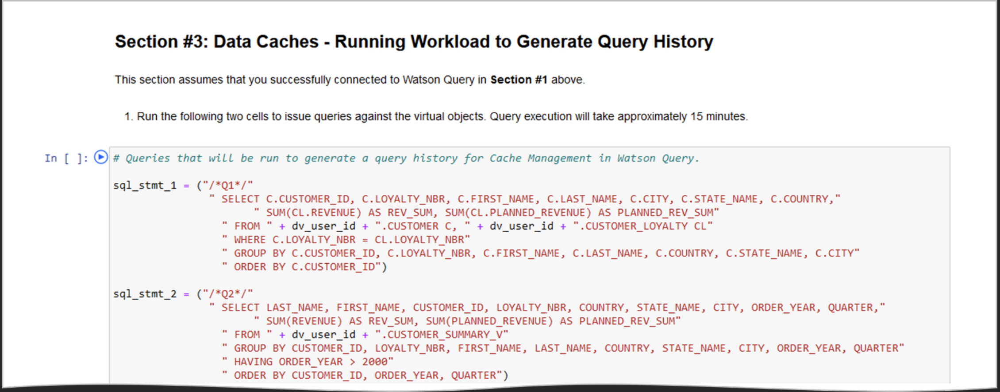 Section #3: Data Caches - Running Workload to Generate Query History
This section assumes that you successfully connected to Watson Query in Section #1 above.
1. Run the following two cells to issue queries against the virtual objects. Query execution will take approximately 15 minutes.
In [ ]: # Queries that will be run to generate a query history for Cache Management in Watson Query.
sql_stmt_1 = ("/*Q1*/"
" SELECT C.CUSTOMER_ID, C.LOYALTY_NBR, C.FIRST_NAME, C.LAST_NAME, C.CITY, C.STATE_NAME, C.COUNTRY,"
" SUM(CL.REVENUE) AS REV_SUM, SUM(CL.PLANNED_REVENUE) AS PLANNED_REV_SUM"
" FROM " + dv_user_id + ".CUSTOMER C, " + dv_user_id + ".CUSTOMER_LOYALTY CL"
" WHERE C.LOYALTY_NBR = CL.LOYALTY_NBR"
" GROUP BY C.CUSTOMER_ID, C.LOYALTY_NBR, C.FIRST_NAME, C.LAST_NAME, C.COUNTRY, C.STATE_NAME, C.CITY"
" ORDER BY C.CUSTOMER_ID")
sql_stmt_2 = ("/*Q2*/"
" SELECT LAST_NAME, FIRST_NAME, CUSTOMER_ID, LOYALTY_NBR, COUNTRY, STATE_NAME, CITY, ORDER_YEAR, QUARTER,"
" SUM(REVENUE) AS REV_SUM, SUM(PLANNED_REVENUE) AS PLANNED_REV_SUM"
" FROM " + dv_user_id + ".CUSTOMER_SUMMARY_V"
" GROUP BY CUSTOMER_ID, LOYALTY_NBR, FIRST_NAME, LAST_NAME, COUNTRY, STATE_NAME, CITY, ORDER_YEAR, QUARTER"
" HAVING ORDER_YEAR > 2000"
" ORDER BY CUSTOMER_ID, ORDER_YEAR, QUARTER")